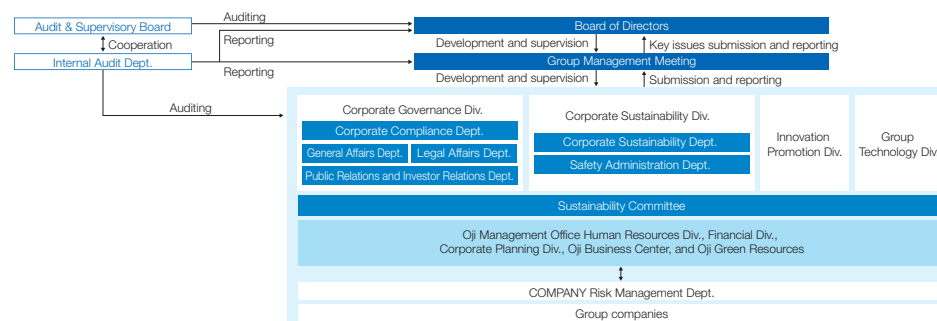 Audit & Supervisory Board
Auditing
Board of Directors
Cooperation
Reporting
Development and supervision
Key issues submission and reporting
Internal Audit Dept.
Group Management Meeting
Reporting
Development and supervision
Submission and reporting
Auditing
Corporate Governance Div.
Corporate Compliance Dept.
General Affairs Dept.
Legal Affairs Dept.
Public Relations and Investor Relations Dept.
Corporate Sustainability Div.
Corporate Sustainability Dept.
Safety Administration Dept.
Innovation
Promotion Div.
Group
Technology Div
Sustainability Committee
Oji Management Office Human Resources Div., Financial Div.,
Corporate Planning Div., Oji Business Center, and Oji Green Resources
COMPANY Risk Management Dept.
Group companies